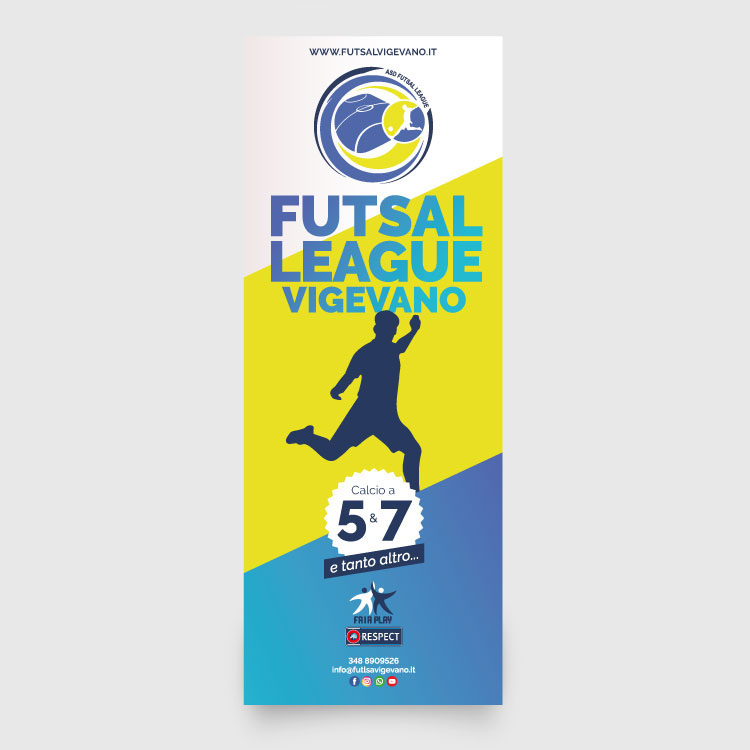 WWW.FUTSALVIGEVANO.IT
ASD FUTSAL LEAGUE
FUTSAL
LEAGUE
VIGEVANO
Calcio a
5 & 7
e tanto altro...
FAIR PLAY
RESPECT
348 8909526
info@futlsavigevano.it